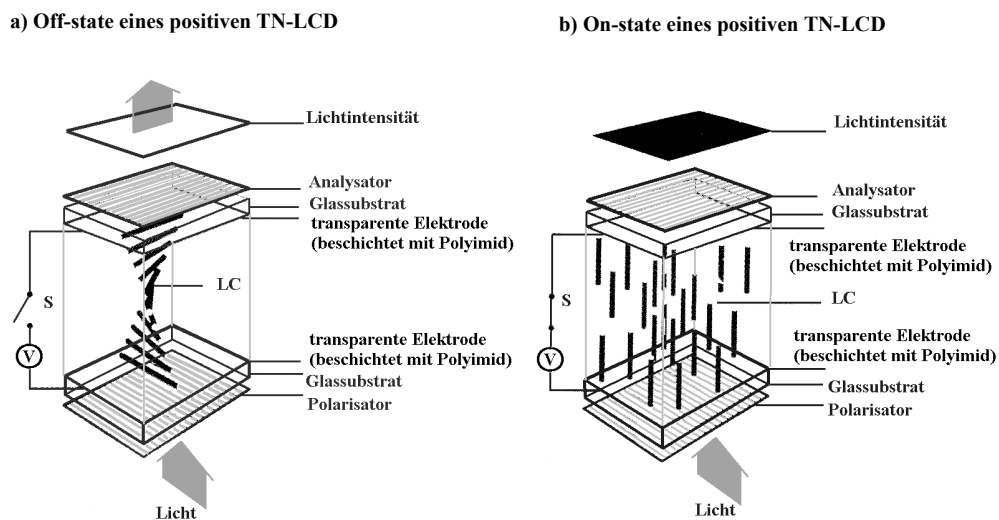 a) Off-state eines positiven TN-LCD
Lichtintensität
Analysator
Glassubstrat
transparente Elektrode
(beschichtet mit Polyimid)
LC
S
transparente Elektrode
(beschichtet mit Polyimid)
V
Glassubstrat
Polarisator
Licht
b) On-state eines positiven TN-LCD
Lichtintensität
Analysator
Glassubstrat
transparente Elektrode
(beschichtet mit Polyimid)
LC
S
transparente Elektrode
(beschichtet mit Polyimid)
V
Glassubstrat
Polarisator
Licht